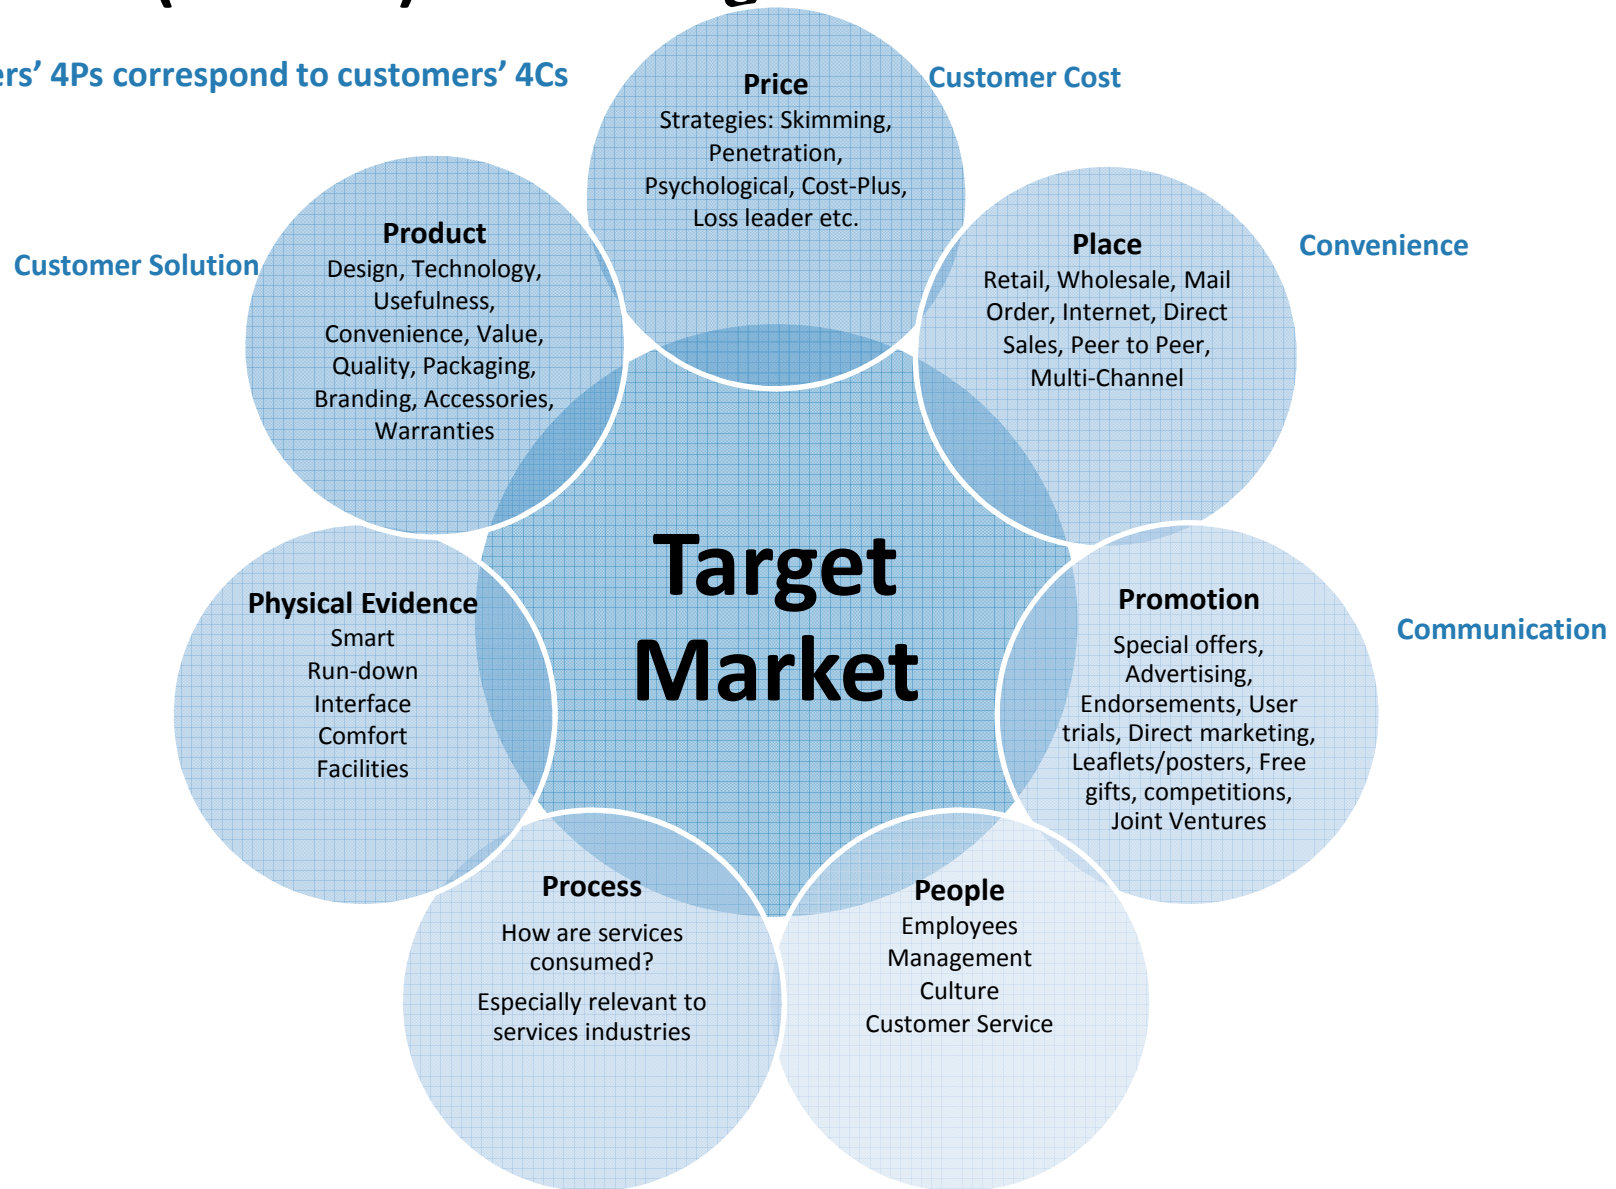 ers' 4Ps correspond to customers' 4Cs
Price
Strategies: Skimming,
Penetration,
Psychological, Cost-Plus,
Loss leader etc.
Customer Cost
Product
Design, Technology,
Usefulness,
Convenience, Value,
Quality, Packaging,
Branding, Accessories,
Warranties
Customer Solution
Place
Retail, Wholesale, Mail
Order, Internet, Direct
Sales, Peer to Peer,
Multi-Channel
Convenience
Target
Market
Physical Evidence
Smart
Run-down
Interface
Comfort
Facilities
Promotion
Special offers,
Advertising,
Endorsements, User
trials, Direct marketing,
Leaflets/posters, Free
gifts, competitions,
Joint Ventures
Communication
Process
How are services
consumed?
Especially relevant to
services industries
People
Employees
Management
Culture
Customer Service